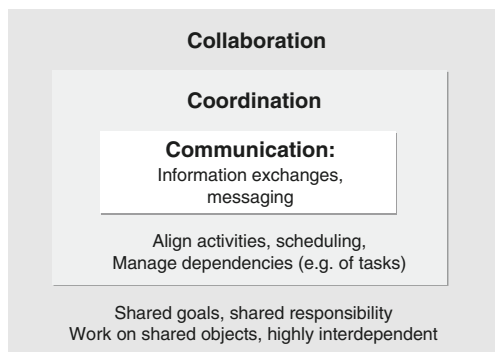 Collaboration
Coordination
Communication:
Information exchanges,
messaging
Align activities, scheduling,
Manage dependencies (e.g. of tasks)
Shared goals, shared responsibility
Work on shared objects, highly interdependent